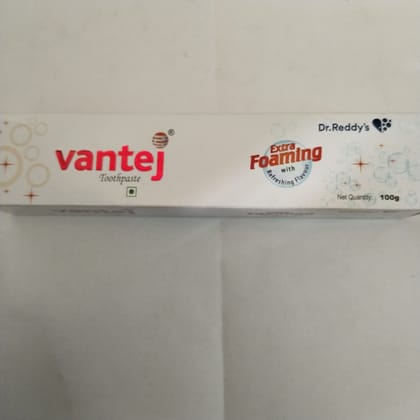 vantej®
Toothpaste
Extra
Foaming
with
Refreshing Flavour
Dr.Reddy's
Net Quantity: 100g